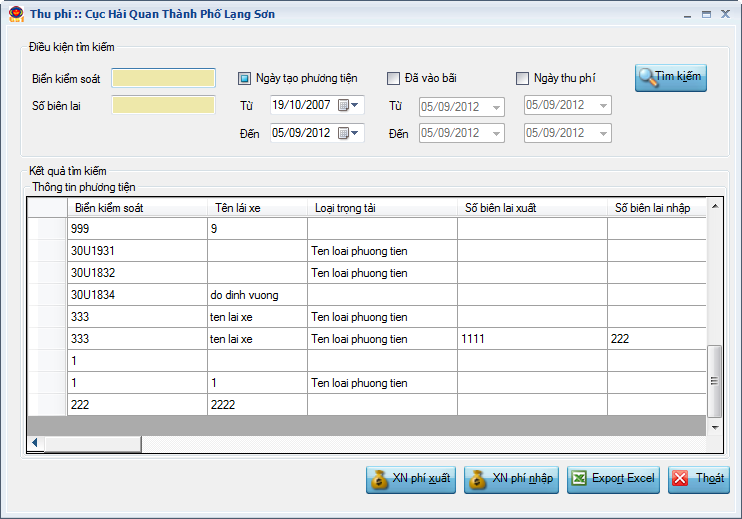 Thu phi :: Cục Hải Quan Thành Phố Lạng Sơn
Điều kiện tìm kiếm
Biển kiểm soát Ngày tạo phương tiện Đã vào bãi Ngày thu phí Tìm kiếm
Số biên lai Từ 19/10/2007 Từ 05/09/2012 05/09/2012
Đến 05/09/2012 Đến 05/09/2012 05/09/2012
Kết quả tìm kiếm
Thông tin phương tiện
Biển kiểm soát Tên lái xe Loại trọng tải Số biên lai xuất Số biên lai nhập
999 9
30U1931 Ten loai phuong tien
30U1832 Ten loai phuong tien
30U1834 do dinh vuong
333 ten lai xe Ten loai phuong tien
333 ten lai xe Ten loai phuong tien 1111 222
1
1 1 Ten loai phuong tien
222 2222
XN phí xuất XN phí nhập Export Excel Thoát